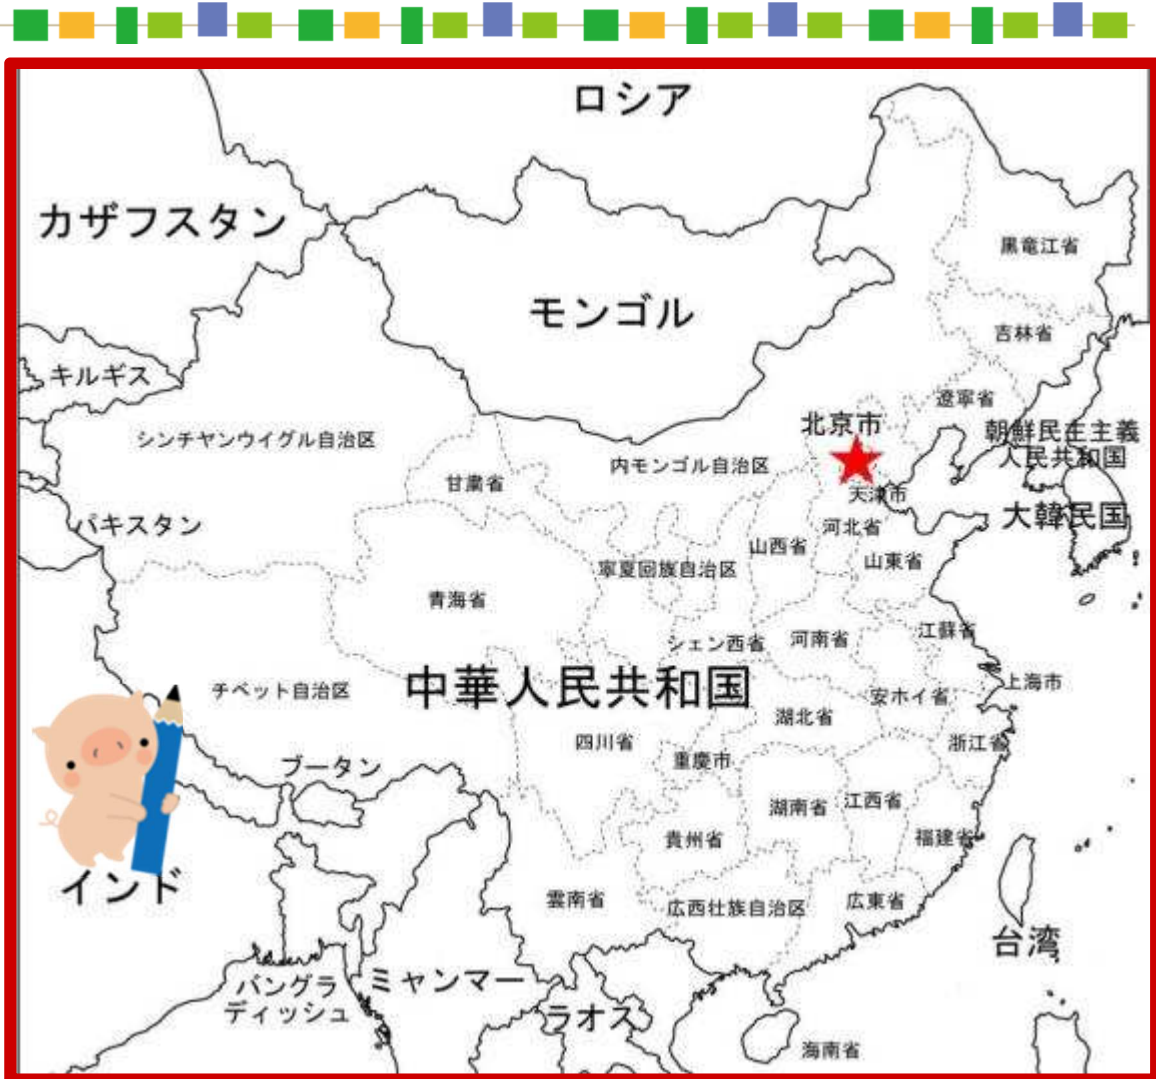 ロシア
カザフスタン
黒竜江省
モンゴル
吉林省
キルギス
遼寧省
北京市
シンチヤンウイグル自治区
朝鮮民主主義
人民共和国
内モンゴル自治区
甘粛省
天津市
パキスタン
大韓民国
河北省
山西省
山東省
寧夏回族自治区
青海省
江蘇省
シェン西省
河南省
チベット自治区
中華人民共和国
上海市
安ホイ省
湖北省
四川省
浙江省
重慶市
ブータン
湖南省
江西省
貴州省
福建省
インド
雲南省
広西壮族自治区
広東省
台湾
バングラ
ディッシュ
ミャンマー
ラオス
海南省